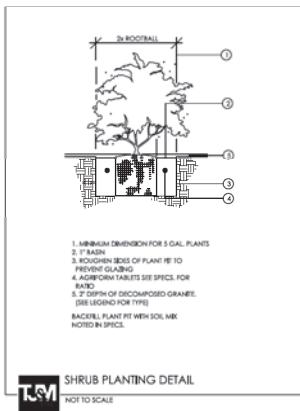 2x ROOTBALL
1
2
5
3
4
1. MINIMUM DIMENSION FOR 5 GAL. PLANTS
2. 1" BASIN
3. ROUGHEN SIDES OF PLANT PIT TO
PREVENT GLAZING
4. AGRIFORM TABLETS SEE SPECS. FOR
RATIO
5. 2" DEPTH OF DECOMPOSED GRANITE.
(SEE LEGEND FOR TYPE)
BACKFILL PLANT PIT WITH SOIL MIX
NOTED IN SPECS.
SHRUB PLANTING DETAIL
NOT TO SCALE